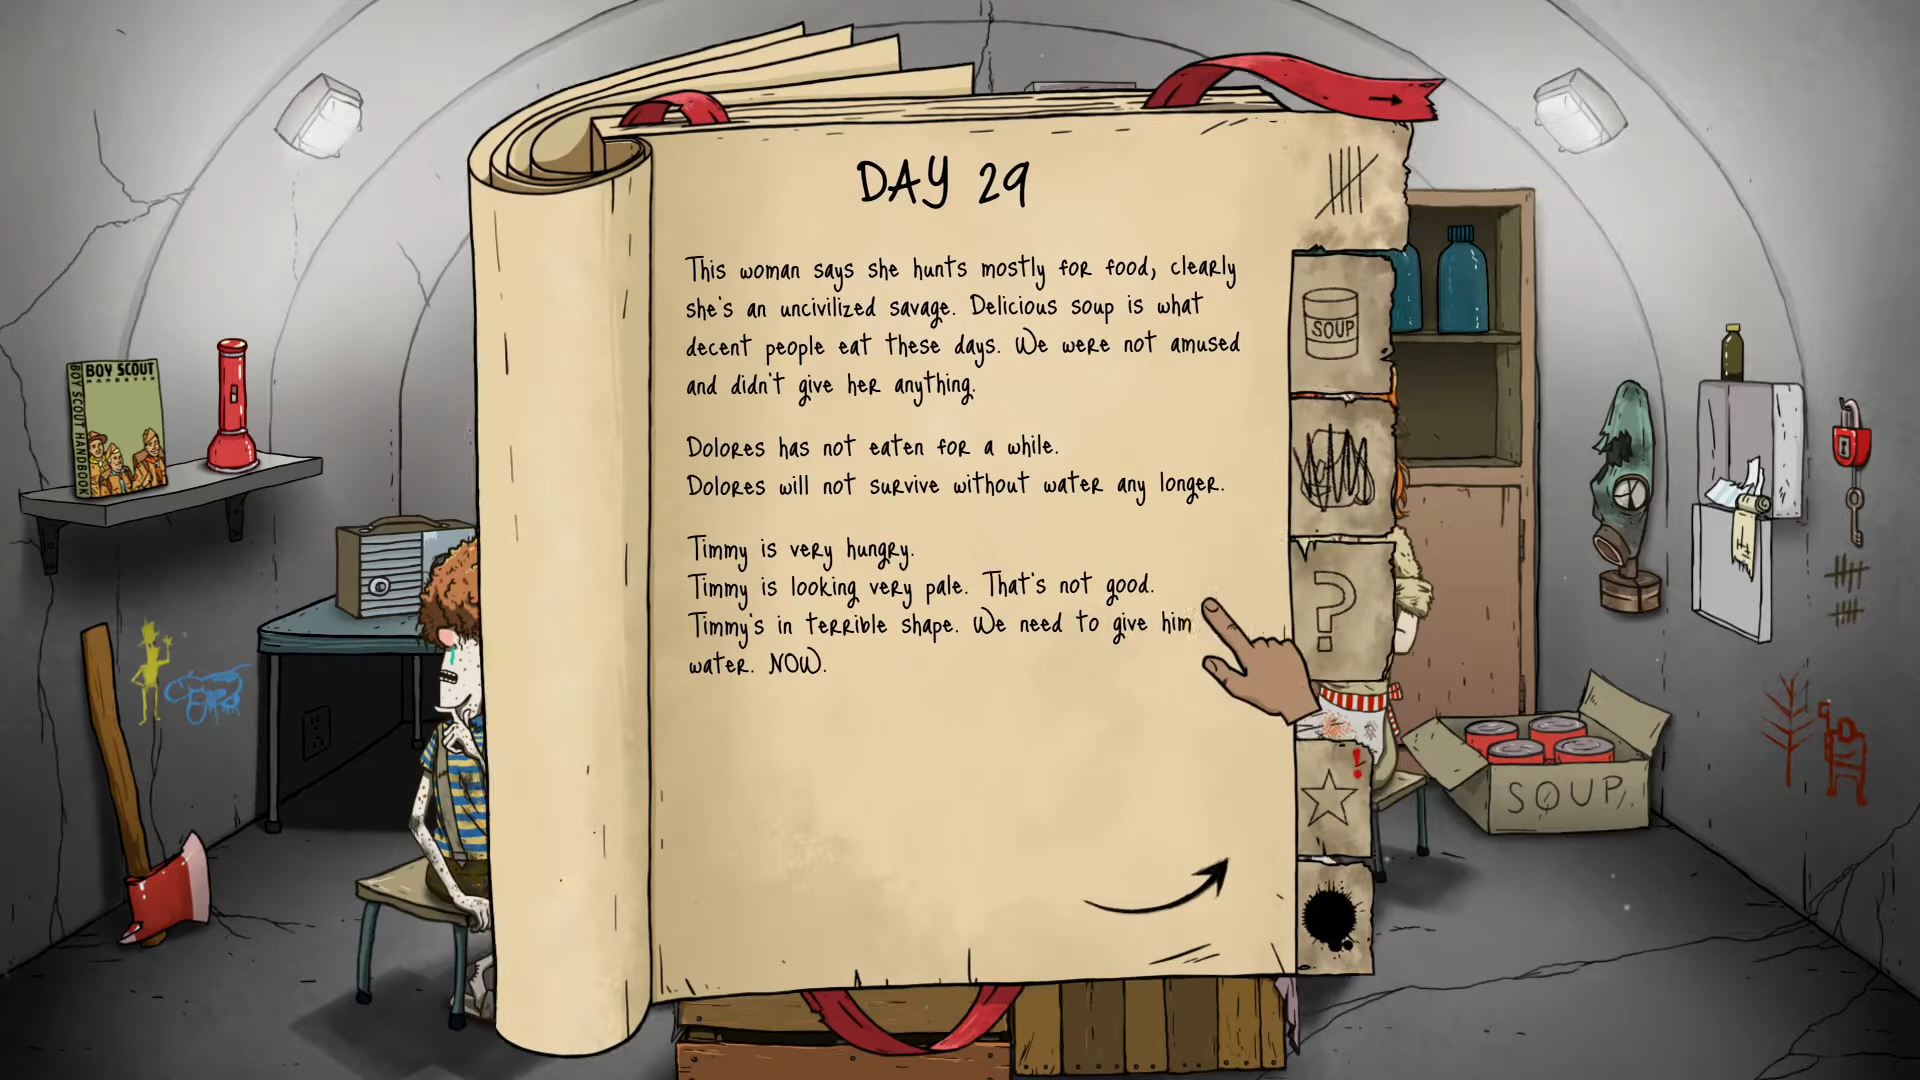 DAY 29
This woman says she hunts mostly for food, clearly
she's an uncivilized savage. Delicious soup is what
decent people eat these days. We were not amused
and didn't give her anything.
Dolores has not eaten for a while.
Dolores will not survive without water any longer.
Timmy is very hungry.
Timmy is looking very pale. That's not good.
Timmy's in terrible shape. We need to give him
water. NOW.
SOUP
?
!
BOY SCOUT
HANDBOOK
BOY SCOUT HANDBOOK
SOUP